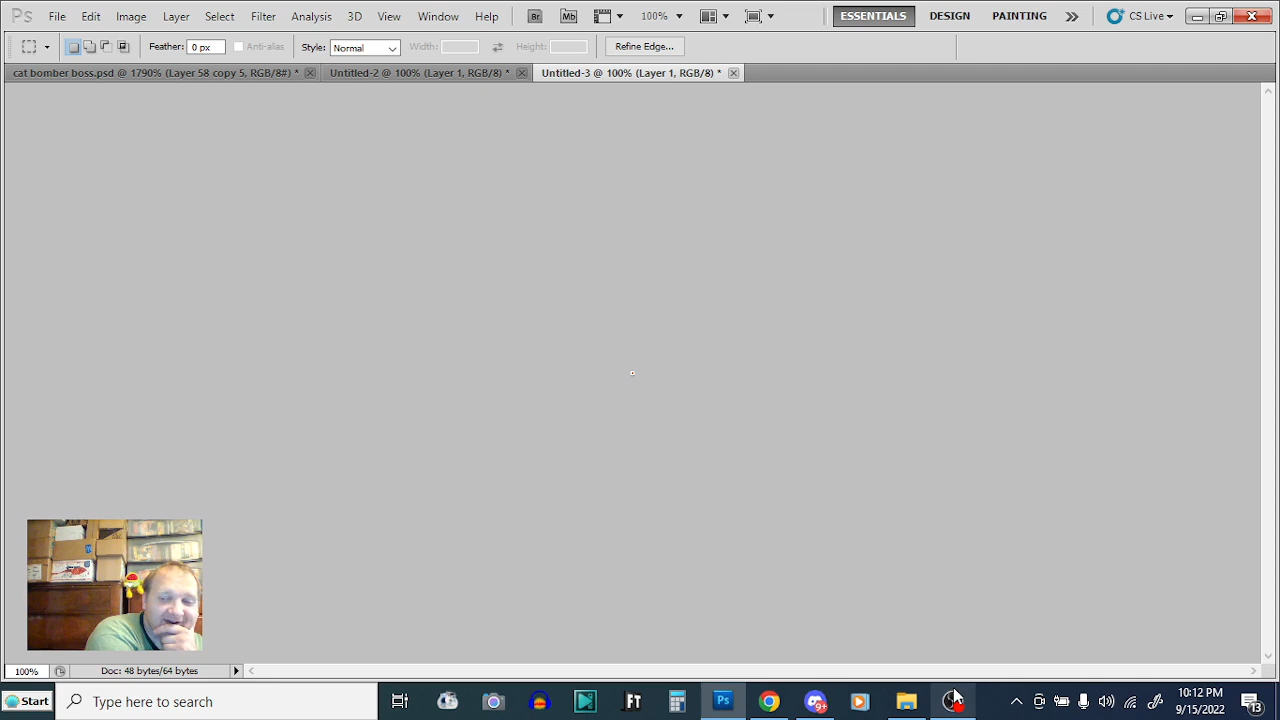 Ps File Edit Image Layer Select Filter Analysis 3D View Window Help Br Mb 100% ESSENTIALS DESIGN PAINTING CS Live
Feather: 0 px Anti-alias Style: Normal Width: Height: Refine Edge...
cat bomber boss.psd @ 1790% (Layer 58 copy 5, RGB/8#) * Untitled-2 @ 100% (Layer 1, RGB/8) * Untitled-3 @ 100% (Layer 1, RGB/8) *
100% Doc: 48 bytes/64 bytes
Start Type here to search FT Ps 9+ 10:12 PM
9/15/2022 13